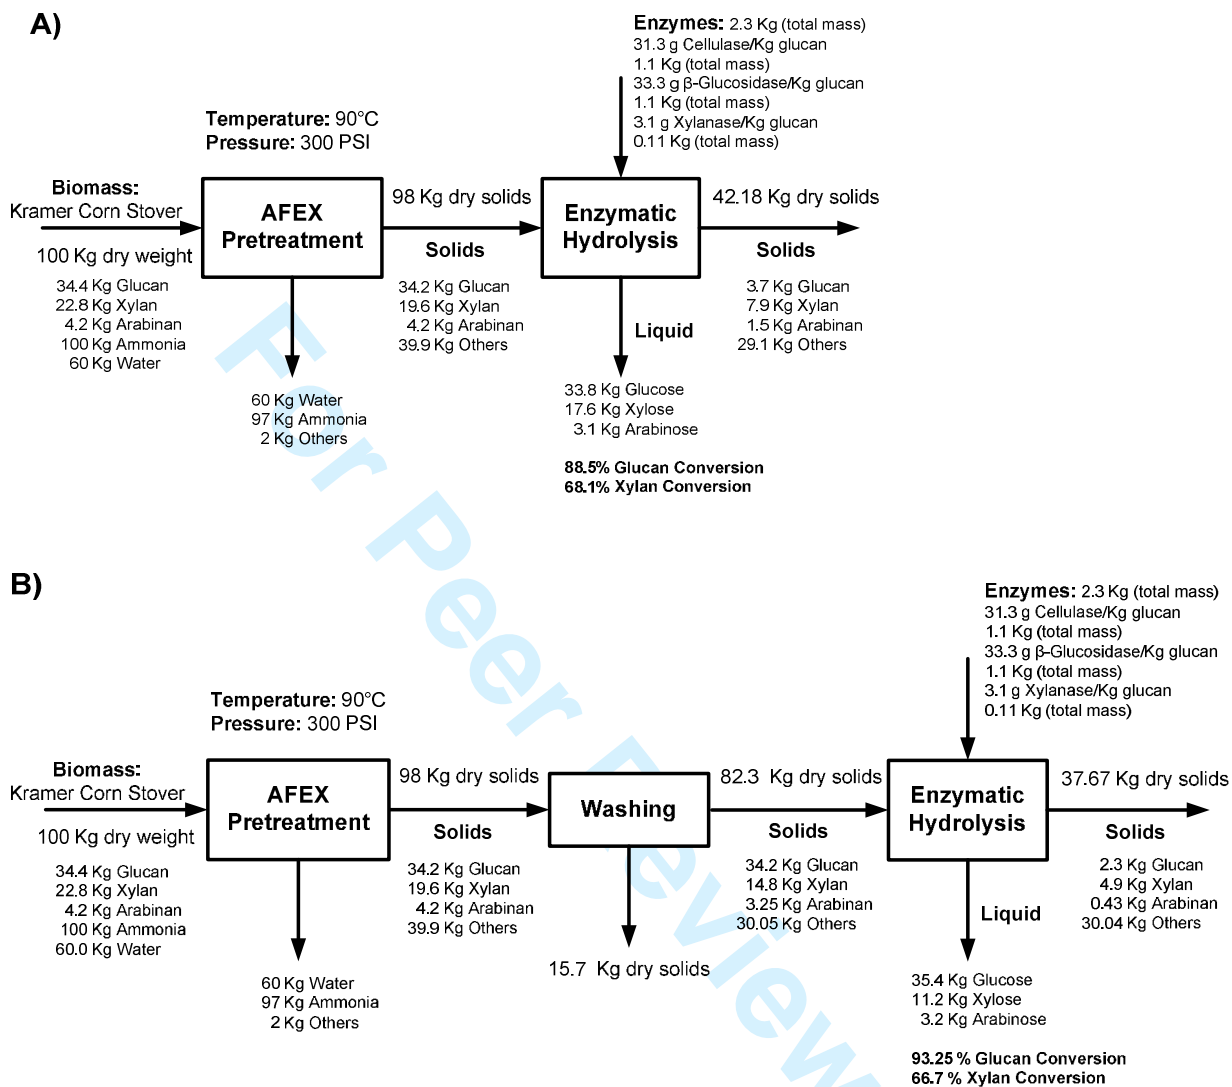 A)
Enzymes: 2.3 Kg (total mass)
31.3 g Cellulase/Kg glucan
1.1 Kg (total mass)
33.3 g β-Glucosidase/Kg glucan
1.1 Kg (total mass)
3.1 g Xylanase/Kg glucan
0.11 Kg (total mass)
Temperature: 90°C
Pressure: 300 PSI
Biomass:
Kramer Corn Stover
100 Kg dry weight
34.4 Kg Glucan
22.8 Kg Xylan
4.2 Kg Arabinan
100 Kg Ammonia
60 Kg Water
AFEX
Pretreatment
60 Kg Water
97 Kg Ammonia
2 Kg Others
98 Kg dry solids
Solids
34.2 Kg Glucan
19.6 Kg Xylan
4.2 Kg Arabinan
39.9 Kg Others
Enzymatic
Hydrolysis
Liquid
33.8 Kg Glucose
17.6 Kg Xylose
3.1 Kg Arabinose
88.5% Glucan Conversion
68.1% Xylan Conversion
42.18 Kg dry solids
Solids
3.7 Kg Glucan
7.9 Kg Xylan
1.5 Kg Arabinan
29.1 Kg Others
For Peer Review
B)
Enzymes: 2.3 Kg (total mass)
31.3 g Cellulase/Kg glucan
1.1 Kg (total mass)
33.3 g β-Glucosidase/Kg glucan
1.1 Kg (total mass)
3.1 g Xylanase/Kg glucan
0.11 Kg (total mass)
Temperature: 90°C
Pressure: 300 PSI
Biomass:
Kramer Corn Stover
100 Kg dry weight
34.4 Kg Glucan
22.8 Kg Xylan
4.2 Kg Arabinan
100 Kg Ammonia
60.0 Kg Water
AFEX
Pretreatment
60 Kg Water
97 Kg Ammonia
2 Kg Others
98 Kg dry solids
Solids
34.2 Kg Glucan
19.6 Kg Xylan
4.2 Kg Arabinan
39.9 Kg Others
Washing
15.7 Kg dry solids
82.3 Kg dry solids
Solids
34.2 Kg Glucan
14.8 Kg Xylan
3.25 Kg Arabinan
30.05 Kg Others
Enzymatic
Hydrolysis
Liquid
35.4 Kg Glucose
11.2 Kg Xylose
3.2 Kg Arabinose
93.25 % Glucan Conversion
66.7 % Xylan Conversion
37.67 Kg dry solids
Solids
2.3 Kg Glucan
4.9 Kg Xylan
0.43 Kg Arabinan
30.04 Kg Others